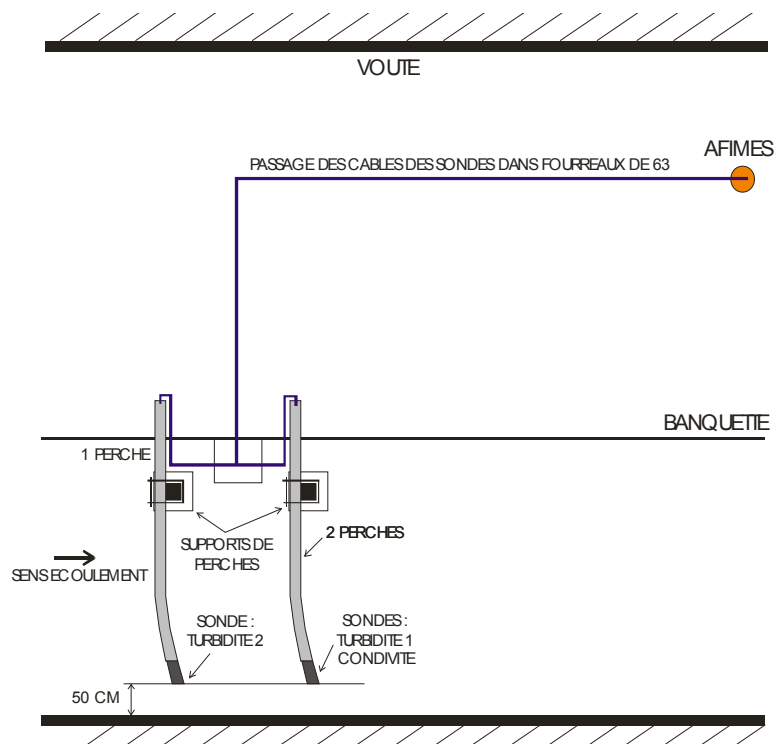 VOUTE
AFIMES
PASSAGE DES CABLES DES SONDES DANS FOURREAUX DE 63
BANQUETTE
1 PERCHE
2 PERCHES
SUPPORTS DE
PERCHES
SENS ECOULEMENT
SONDE :
TURBIDITE 2
SONDES :
TURBIDITE 1
CONDIVITE
50 CM